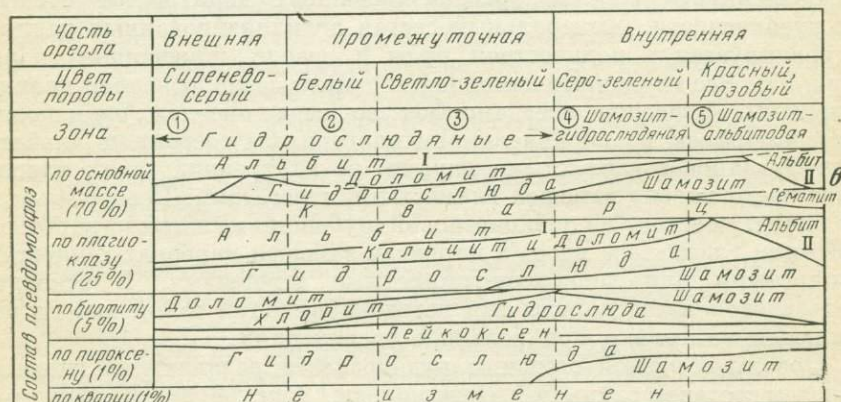 Часть ореола Внешняя Промежуточная Внутренняя
Цвет породы Сиренево-серый Белый Светло-зеленый Серо-зеленый Красный, розовый
Зона ① Гидрослюдяные ② ③ ④ Шамозит-гидрослюдяная ⑤ Шамозит-альбитовая
Состав псевдоморфоз
по основной массе (70%)
Альбит I
Доломит
Гидрослюда
Шамозит
Альбит II
Гематит
Кварц
в
по плагиоклазу (25%)
Альбит I
Кальцит и Доломит
Гидрослюда
Шамозит
Альбит II
по биотиту (5%)
Доломит
Хлорит
Гидрослюда
Шамозит
Лейкоксен
по пироксену (1%)
Гидрослюда
Шамозит
по кварцу (1%)
Не изменен